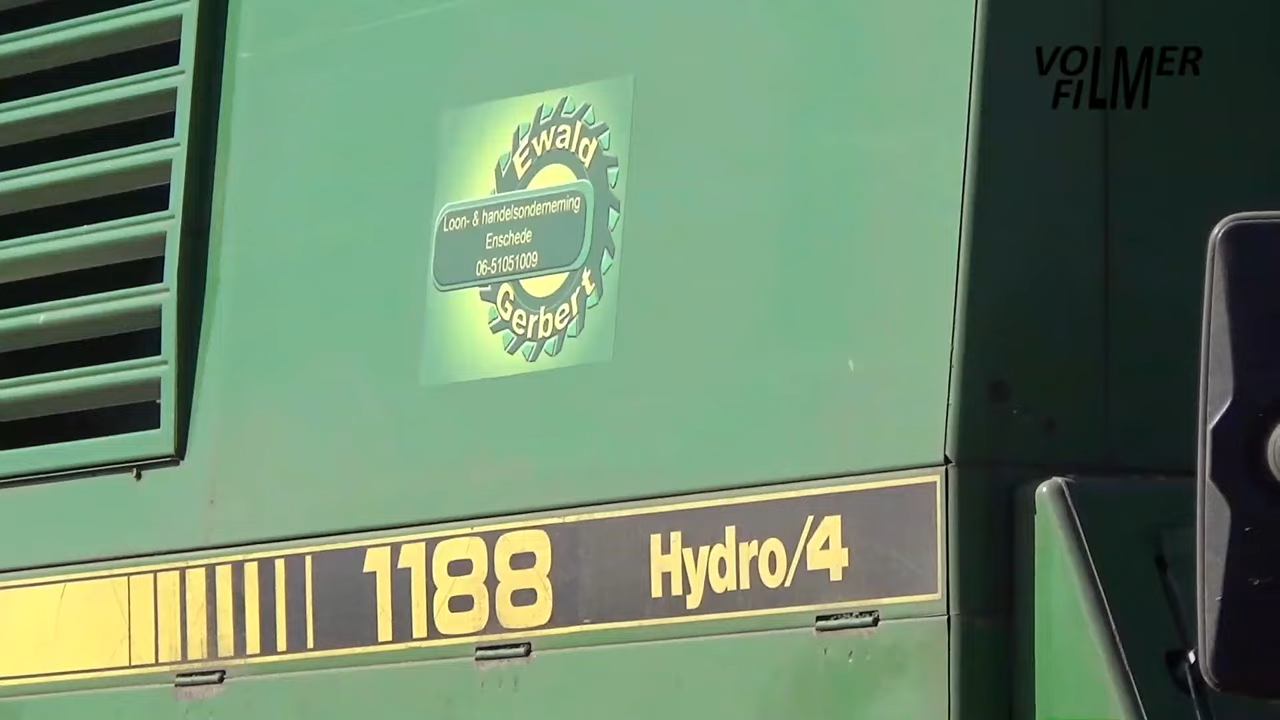 VOLMER
FILM
Ewald
Loon- & handelsonderneming
Enschede
06-51051009
Gerbert
1188 Hydro/4